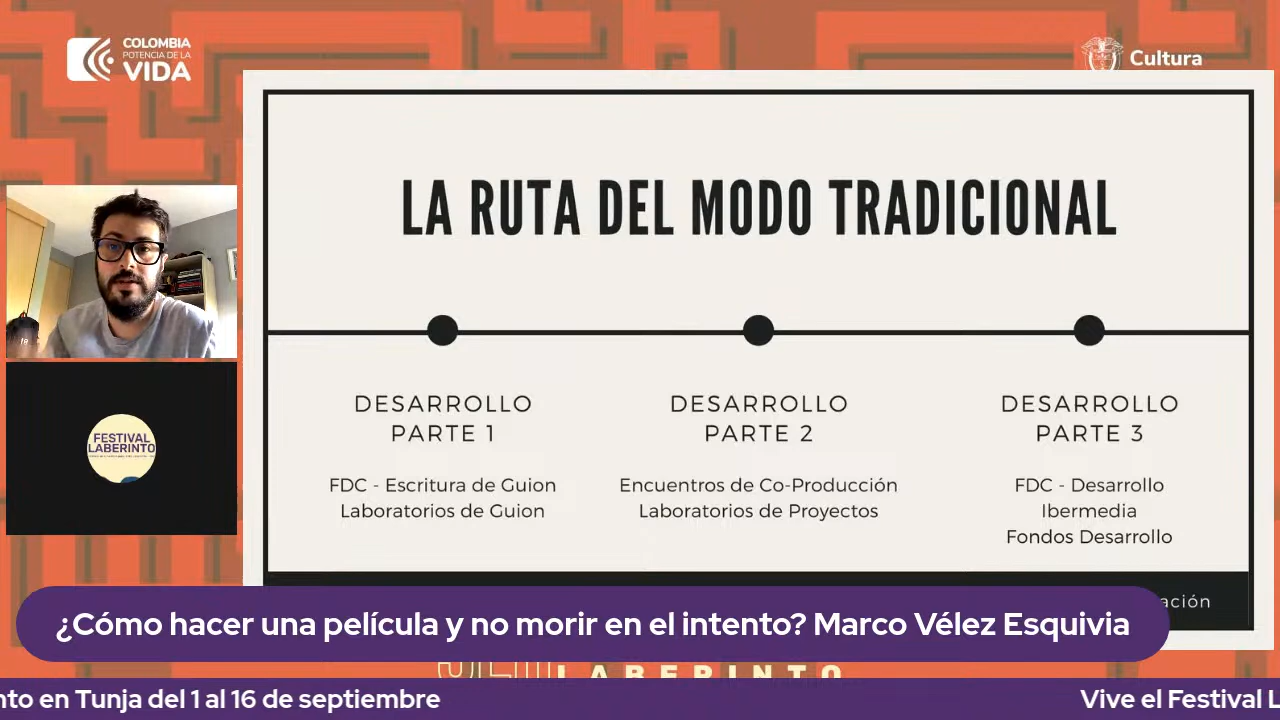 COLOMBIA
POTENCIA DE LA
VIDA
Cultura
LA RUTA DEL MODO TRADICIONAL
DESARROLLO
PARTE 1
FDC - Escritura de Guion
Laboratorios de Guion
DESARROLLO
PARTE 2
Encuentros de Co-Producción
Laboratorios de Proyectos
DESARROLLO
PARTE 3
FDC - Desarrollo
Ibermedia
Fondos Desarrollo
FESTIVAL
LABERINTO
ación
¿Cómo hacer una película y no morir en el intento? Marco Vélez Esquivia
LABERINTO
nto en Tunja del 1 al 16 de septiembre
Vive el Festival L